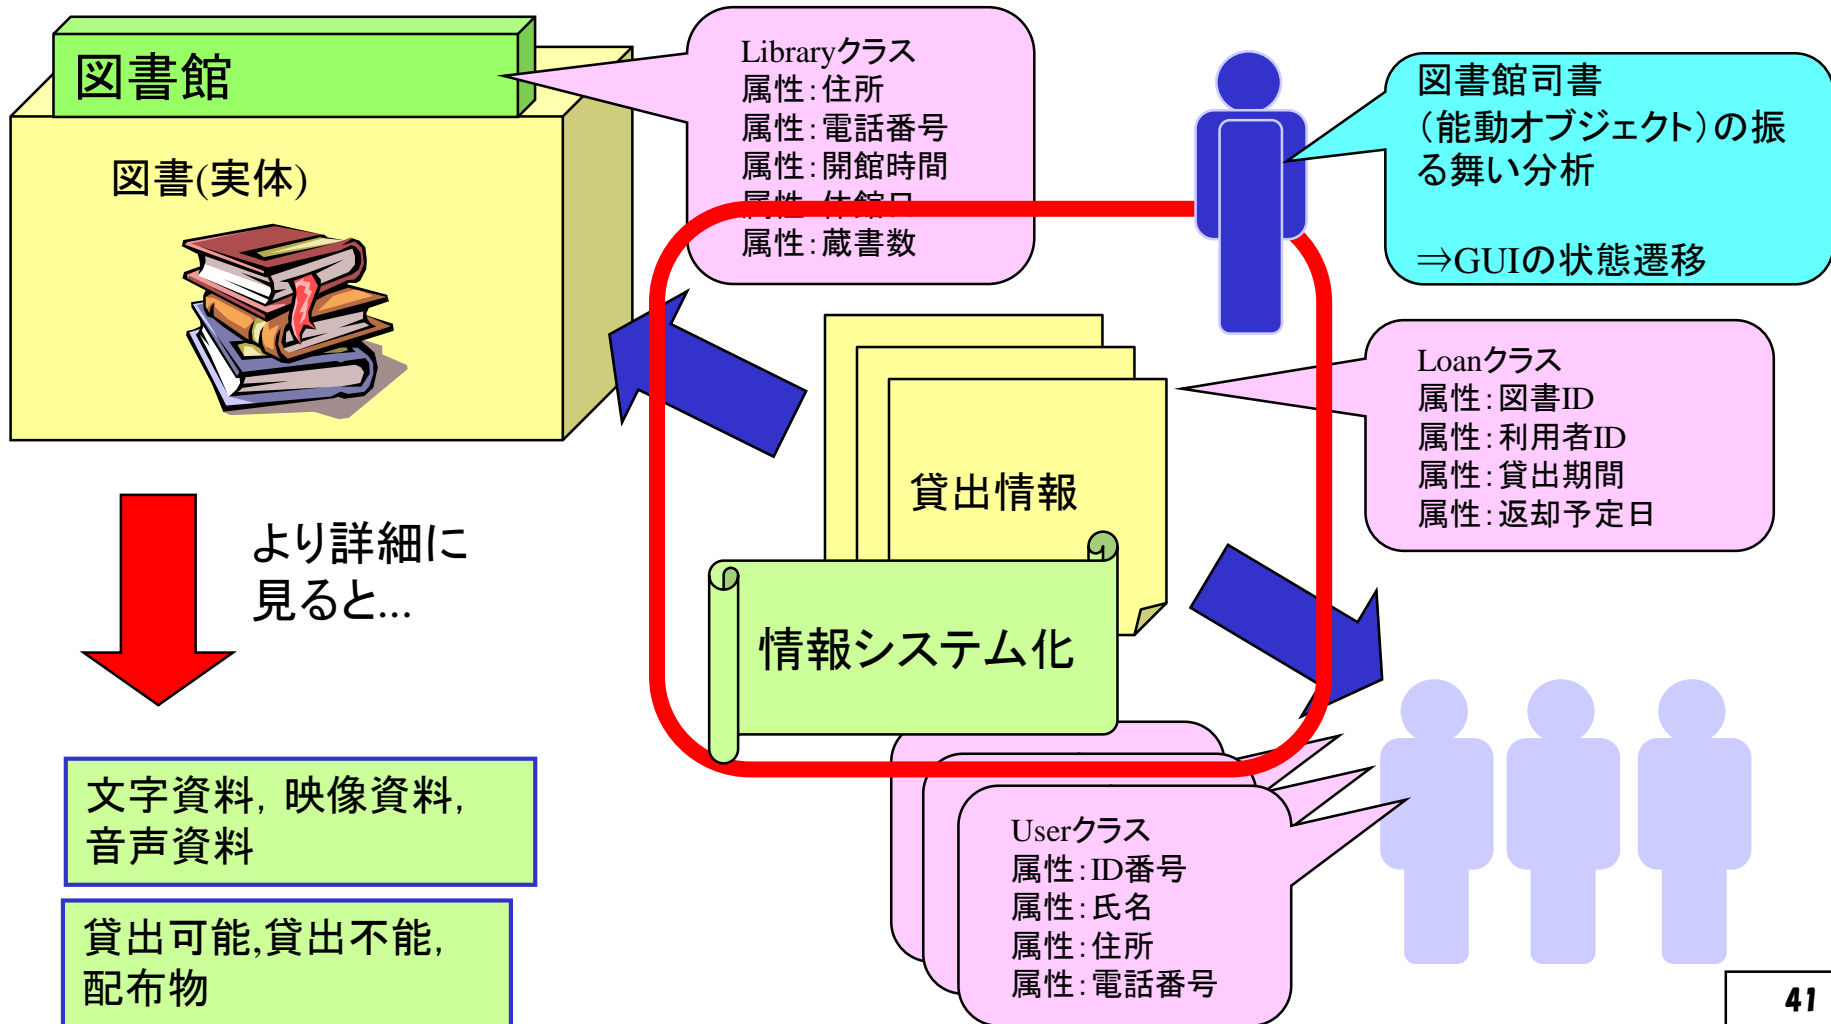 図書館
図書(実体)
Libraryクラス
属性：住所
属性：電話番号
属性：開館時間
属性：休館日
属性：蔵書数
図書館司書
（能動オブジェクト）の振
る舞い分析
⇒GUIの状態遷移
Loanクラス
属性：図書ID
属性：利用者ID
属性：貸出期間
属性：返却予定日
貸出情報
情報システム化
より詳細に
見ると...
文字資料，映像資料，
音声資料
貸出可能,貸出不能，
配布物
Userクラス
属性：ID番号
属性：氏名
属性：住所
属性：電話番号
41